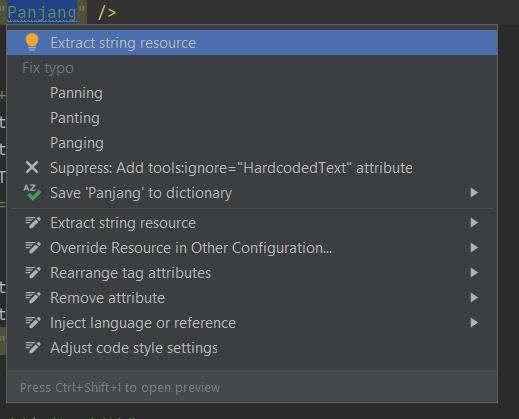 "Panjang" />
Extract string resource
Fix typo
Panning
Panting
Panging
Suppress: Add tools:ignore="HardcodedText" attribute
Save 'Panjang' to dictionary
Extract string resource
Override Resource in Other Configuration...
Rearrange tag attributes
Remove attribute
Inject language or reference
Adjust code style settings
Press Ctrl+Shift+I to open preview